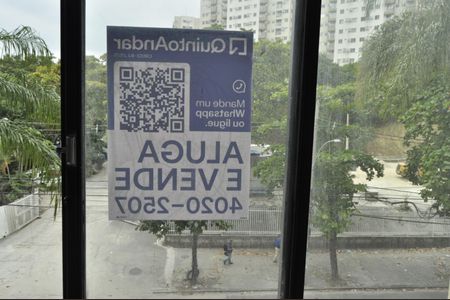 QuintoAndar
Mande um
Whatsapp
ou ligue.
ALUGA
E VENDE
4020-2507